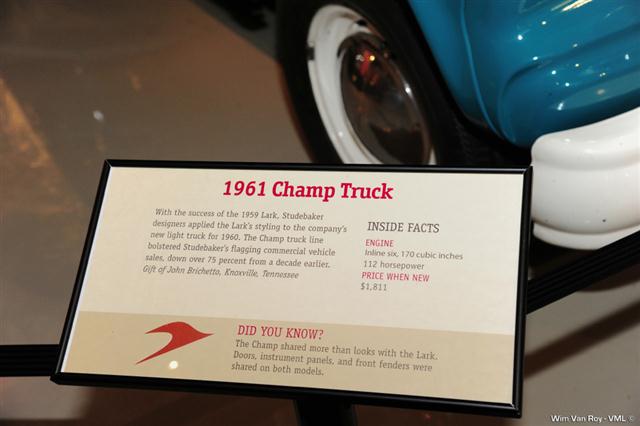 1961 Champ Truck
With the success of the 1959 Lark, Studebaker
designers applied the Lark's styling to the company's
new light truck for 1960. The Champ truck line
bolstered Studebaker's flagging commercial vehicle
sales, down over 75 percent from a decade earlier.
Gift of John Brichetto, Knoxville, Tennessee
INSIDE FACTS
ENGINE
Inline six, 170 cubic inches
112 horsepower
PRICE WHEN NEW
$1,811
DID YOU KNOW?
The Champ shared more than looks with the Lark.
Doors, instrument panels, and front fenders were
shared on both models.
Wim Van Roy - VML ©